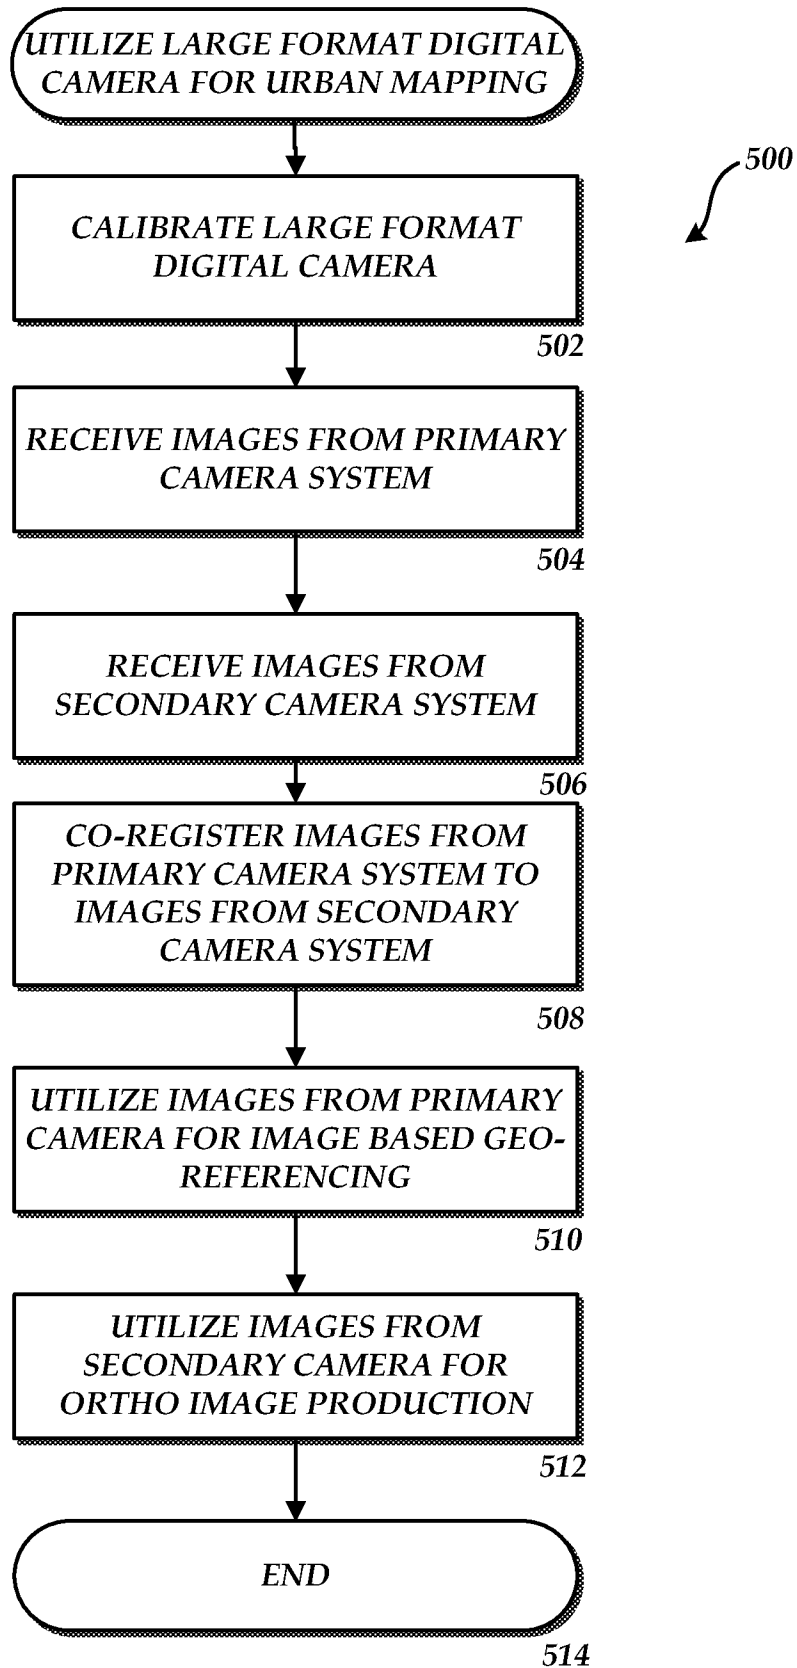 UTILIZE LARGE FORMAT DIGITAL
CAMERA FOR URBAN MAPPING
500
CALIBRATE LARGE FORMAT
DIGITAL CAMERA
502
RECEIVE IMAGES FROM PRIMARY
CAMERA SYSTEM
504
RECEIVE IMAGES FROM
SECONDARY CAMERA SYSTEM
506
CO-REGISTER IMAGES FROM
PRIMARY CAMERA SYSTEM TO
IMAGES FROM SECONDARY
CAMERA SYSTEM
508
UTILIZE IMAGES FROM PRIMARY
CAMERA FOR IMAGE BASED GEO-
REFERENCING
510
UTILIZE IMAGES FROM
SECONDARY CAMERA FOR
ORTHO IMAGE PRODUCTION
512
END
514